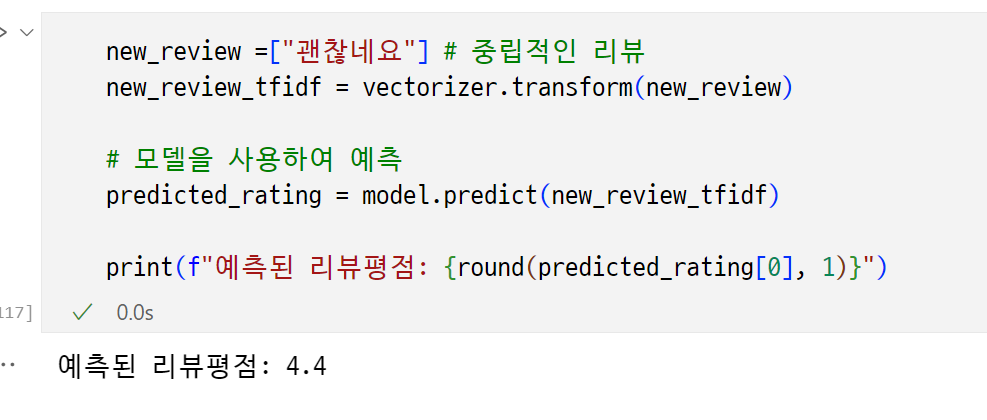 new_review =["괜찮네요"] # 중립적인 리뷰
new_review_tfidf = vectorizer.transform(new_review)
# 모델을 사용하여 예측
predicted_rating = model.predict(new_review_tfidf)
print(f"예측된 리뷰평점: {round(predicted_rating[0], 1)}")
117]
0.0s
예측된 리뷰평점: 4.4